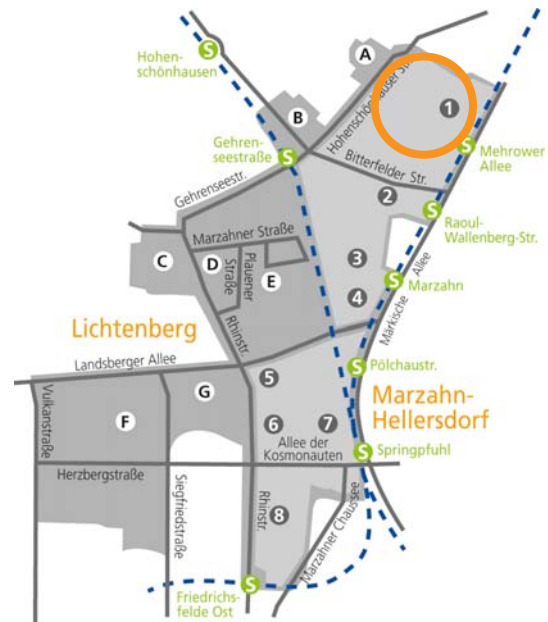 Hohen-
schönhausen
S
A
Hohenschönhauser Str.
1
B
Gehren-
seestraße
S
S
Mehrower
Allee
Bitterfelder Str.
Gehrenseestr.
2
S
Raoul-
Wallenberg-Str.
Marzahner Straße
C
D
Plauener
Straße
E
3
4
S
Marzahn
Märkische Allee
Lichtenberg
Rhinstr.
Landsberger Allee
S
Pölchaustr.
5
Marzahn-
Hellersdorf
G
F
Vulkanstraße
6
7
Allee der
Kosmonauten
S
Springpfuhl
Herzbergstraße
Siegfriedstraße
Rhinstr.
8
Marzahner Chaussee
S
Friedrichs-
felde Ost